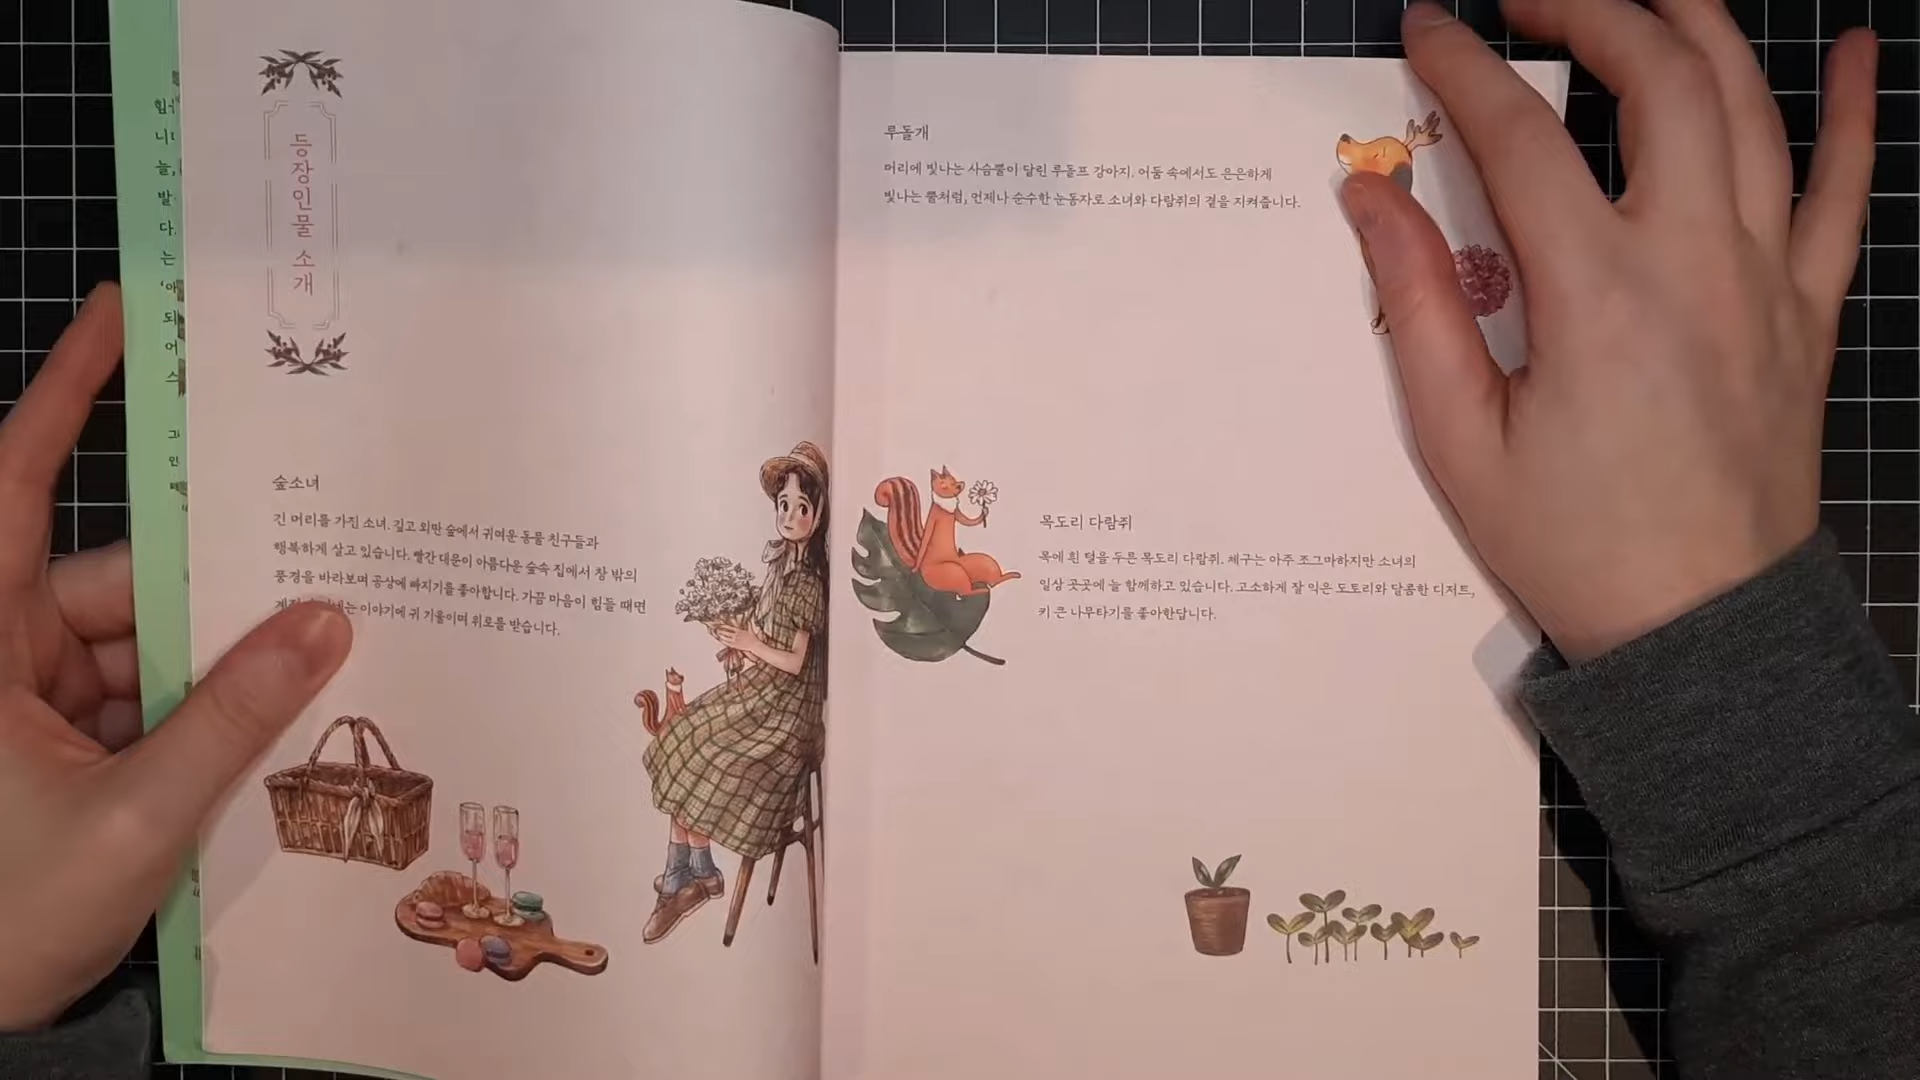 등장인물 소개
숲소녀
긴 머리를 가진 소녀. 깊고 외딴 숲에서 귀여운 동물 친구들과
행복하게 살고 있습니다. 빨간 대문이 아름다운 숲속 집에서 창 밖의
풍경을 바라보며 공상에 빠지기를 좋아합니다. 가끔 마음이 힘들 때면
이야기에 귀 기울이며 위로를 받습니다.
루돌개
머리에 빛나는 사슴뿔이 달린 루돌프 강아지. 어둠 속에서도 은은하게
빛나는 뿔처럼, 언제나 순수한 눈동자로 소녀와 다람쥐의 곁을 지켜줍니다.
목도리 다람쥐
목에 흰 털을 두른 목도리 다람쥐. 체구는 아주 조그마하지만 소녀의
일상 곳곳에 늘 함께하고 있습니다. 고소하게 잘 익은 도토리와 달콤한 디저트,
키 큰 나무타기를 좋아한답니다.